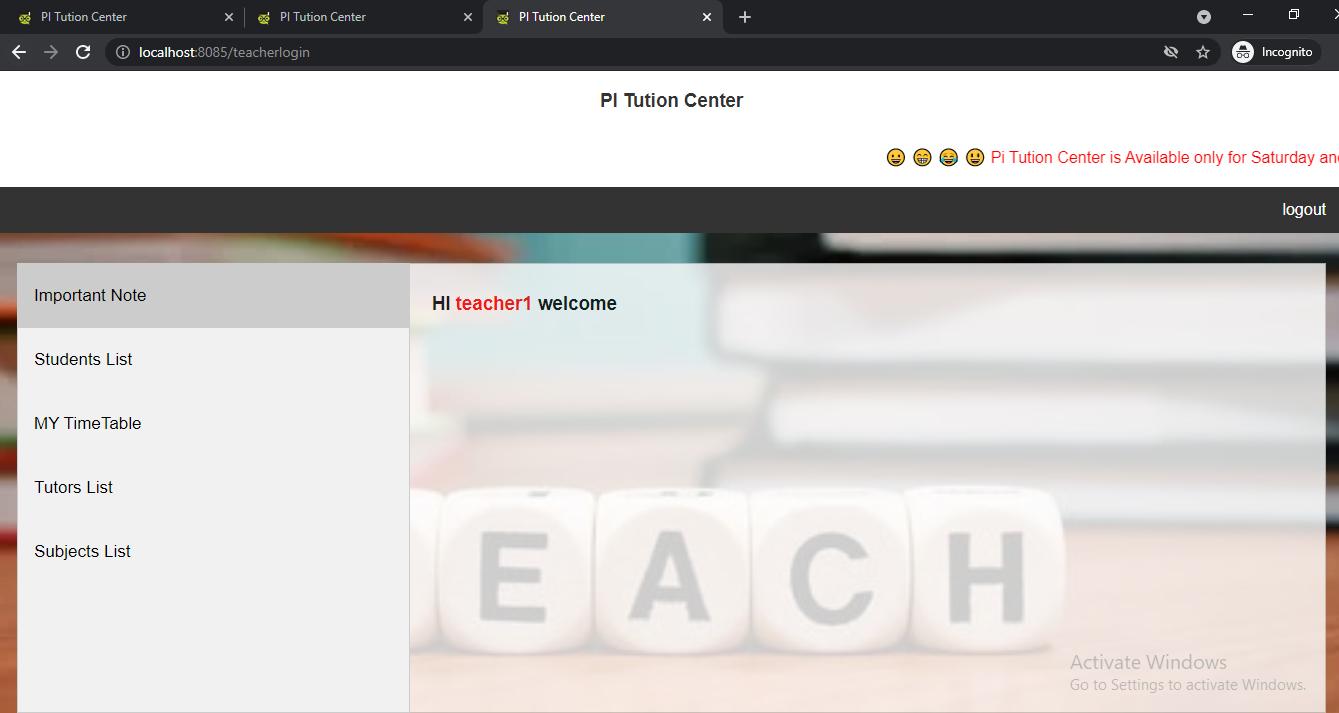 PI Tution Center
PI Tution Center
PI Tution Center
localhost:8085/teacherlogin
Incognito
PI Tution Center
😀 😁 😂 😃 Pi Tution Center is Available only for Saturday and
logout
Important Note
HI teacher1 welcome
Students List
MY TimeTable
Tutors List
Subjects List
EACH
Activate Windows
Go to Settings to activate Windows.